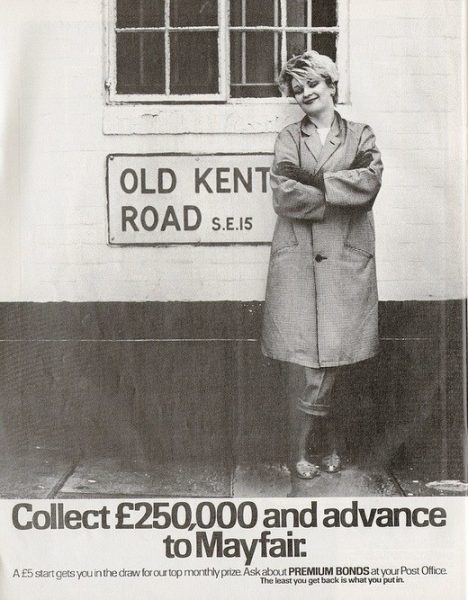 OLD KENT
ROAD S.E.15
Collect £250,000 and advance
to Mayfair.
A £5 start gets you in the draw for our top monthly prize. Ask about PREMIUM BONDS at your Post Office.
The least you get back is what you put in.